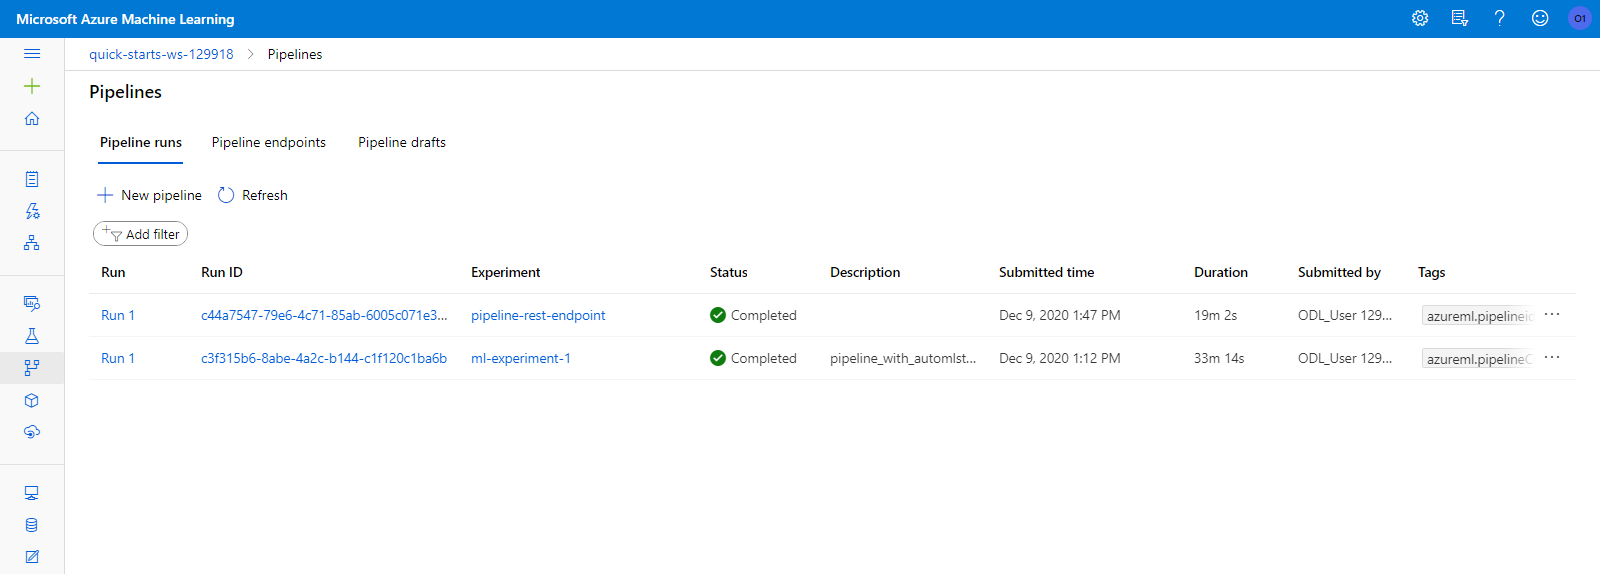 Microsoft Azure Machine Learning
O1
quick-starts-ws-129918 > Pipelines
Pipelines
Pipeline runs Pipeline endpoints Pipeline drafts
New pipeline Refresh
Add filter
Run Run ID Experiment Status Description Submitted time Duration Submitted by Tags
Run 1 c44a7547-79e6-4c71-85ab-6005c071e3... pipeline-rest-endpoint Completed Dec 9, 2020 1:47 PM 19m 2s ODL_User 129... azureml.pipelineid ...
Run 1 c3f315b6-8abe-4a2c-b144-c1f120c1ba6b ml-experiment-1 Completed pipeline_with_automlst... Dec 9, 2020 1:12 PM 33m 14s ODL_User 129... azureml.pipelineC ...